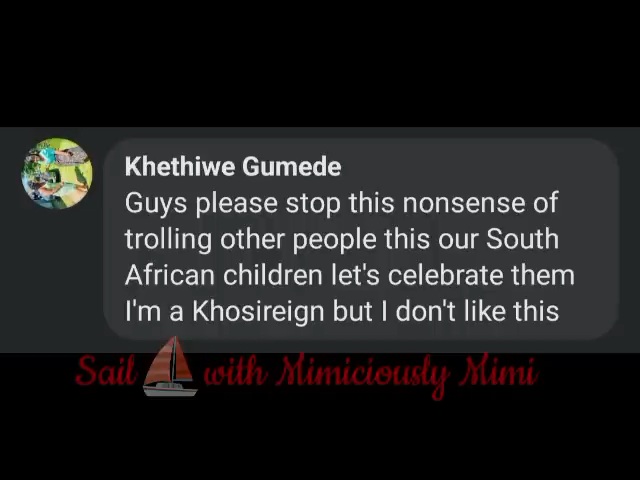 Khethiwe Gumede
Guys please stop this nonsense of
trolling other people this our South
African children let's celebrate them
I'm a Khosireign but I don't like this
Sail with Mimiciously Mimi